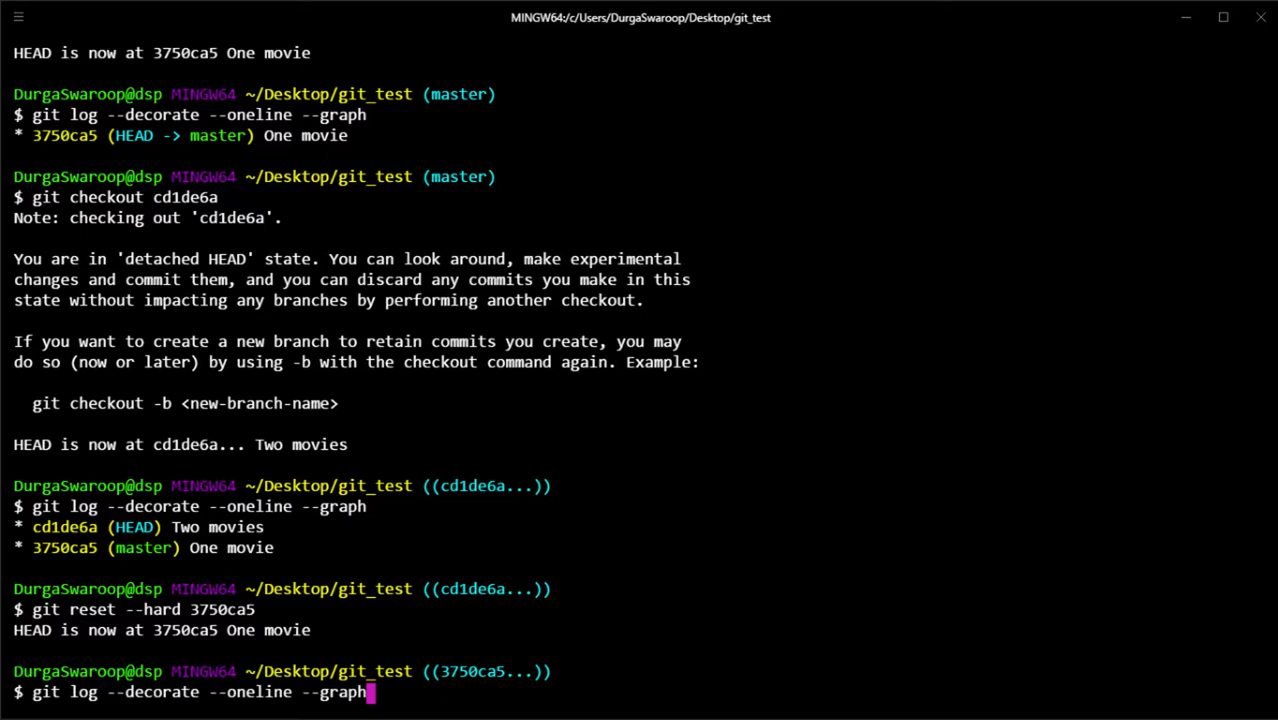 MINGW64:/c/Users/DurgaSwaroop/Desktop/git_test
HEAD is now at 3750ca5 One movie
DurgaSwaroop@dsp MINGW64 ~/Desktop/git_test (master)
$ git log --decorate --oneline --graph
* 3750ca5 (HEAD -> master) One movie
DurgaSwaroop@dsp MINGW64 ~/Desktop/git_test (master)
$ git checkout cd1de6a
Note: checking out 'cd1de6a'.
You are in 'detached HEAD' state. You can look around, make experimental
changes and commit them, and you can discard any commits you make in this
state without impacting any branches by performing another checkout.
If you want to create a new branch to retain commits you create, you may
do so (now or later) by using -b with the checkout command again. Example:
git checkout -b <new-branch-name>
HEAD is now at cd1de6a... Two movies
DurgaSwaroop@dsp MINGW64 ~/Desktop/git_test ((cd1de6a...))
$ git log --decorate --oneline --graph
* cd1de6a (HEAD) Two movies
* 3750ca5 (master) One movie
DurgaSwaroop@dsp MINGW64 ~/Desktop/git_test ((cd1de6a...))
$ git reset --hard 3750ca5
HEAD is now at 3750ca5 One movie
DurgaSwaroop@dsp MINGW64 ~/Desktop/git_test ((3750ca5...))
$ git log --decorate --oneline --graph